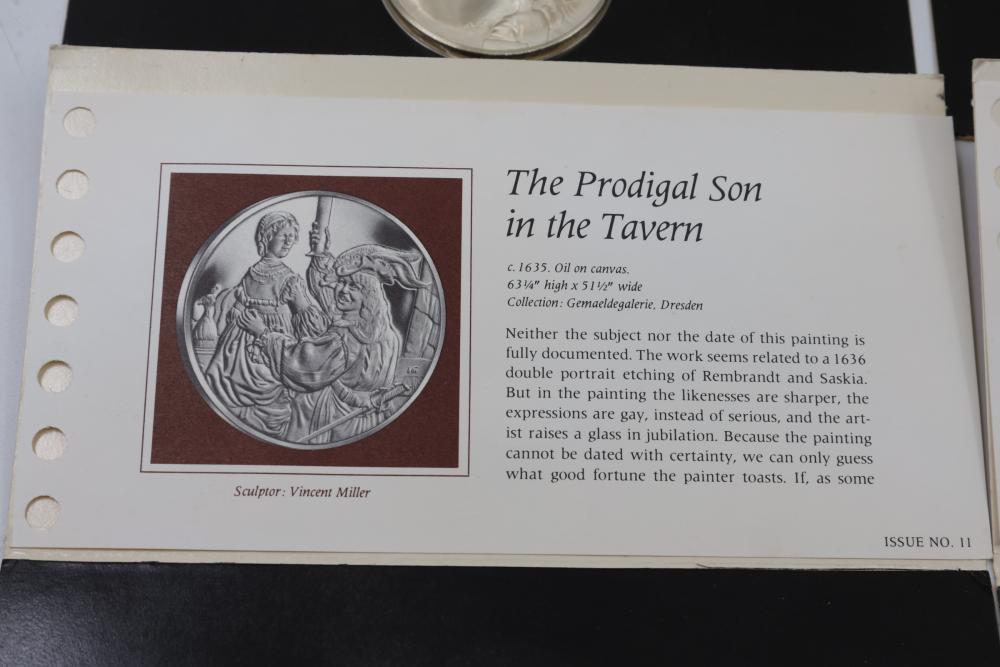 The Prodigal Son
in the Tavern
c. 1635. Oil on canvas.
63¼" high x 51½" wide
Collection: Gemaeldegalerie, Dresden
Neither the subject nor the date of this painting is
fully documented. The work seems related to a 1636
double portrait etching of Rembrandt and Saskia.
But in the painting the likenesses are sharper, the
expressions are gay, instead of serious, and the art-
ist raises a glass in jubilation. Because the painting
cannot be dated with certainty, we can only guess
what good fortune the painter toasts. If, as some
Sculptor: Vincent Miller
ISSUE NO. 11